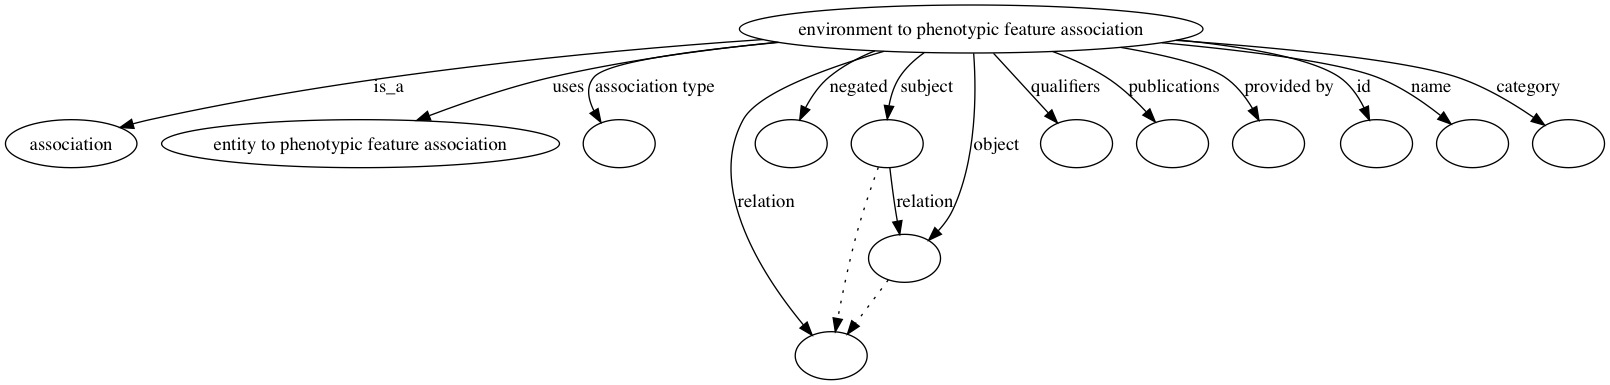 environment to phenotypic feature association
is_a
uses
association type
negated
subject
qualifiers
publications
provided by
id
name
category
association
entity to phenotypic feature association
object
relation
relation